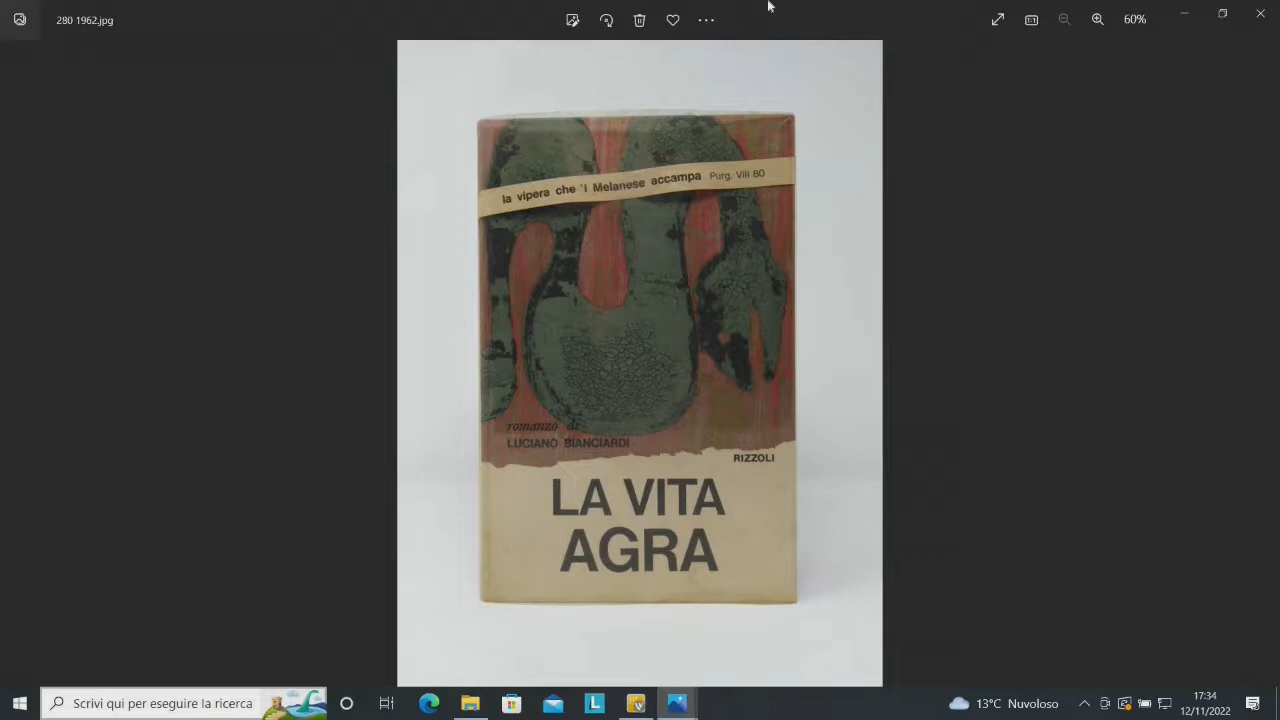 280 1962.jpg
60%
la vipera che 'l Melanese accampa Purg. VIII 80
romanzo di
LUCIANO BIANCIARDI
RIZZOLI
LA VITA
AGRA
Scrivi qui per eseguire la ricerca
L
13°C Nuvoloso
17:34
12/11/2022